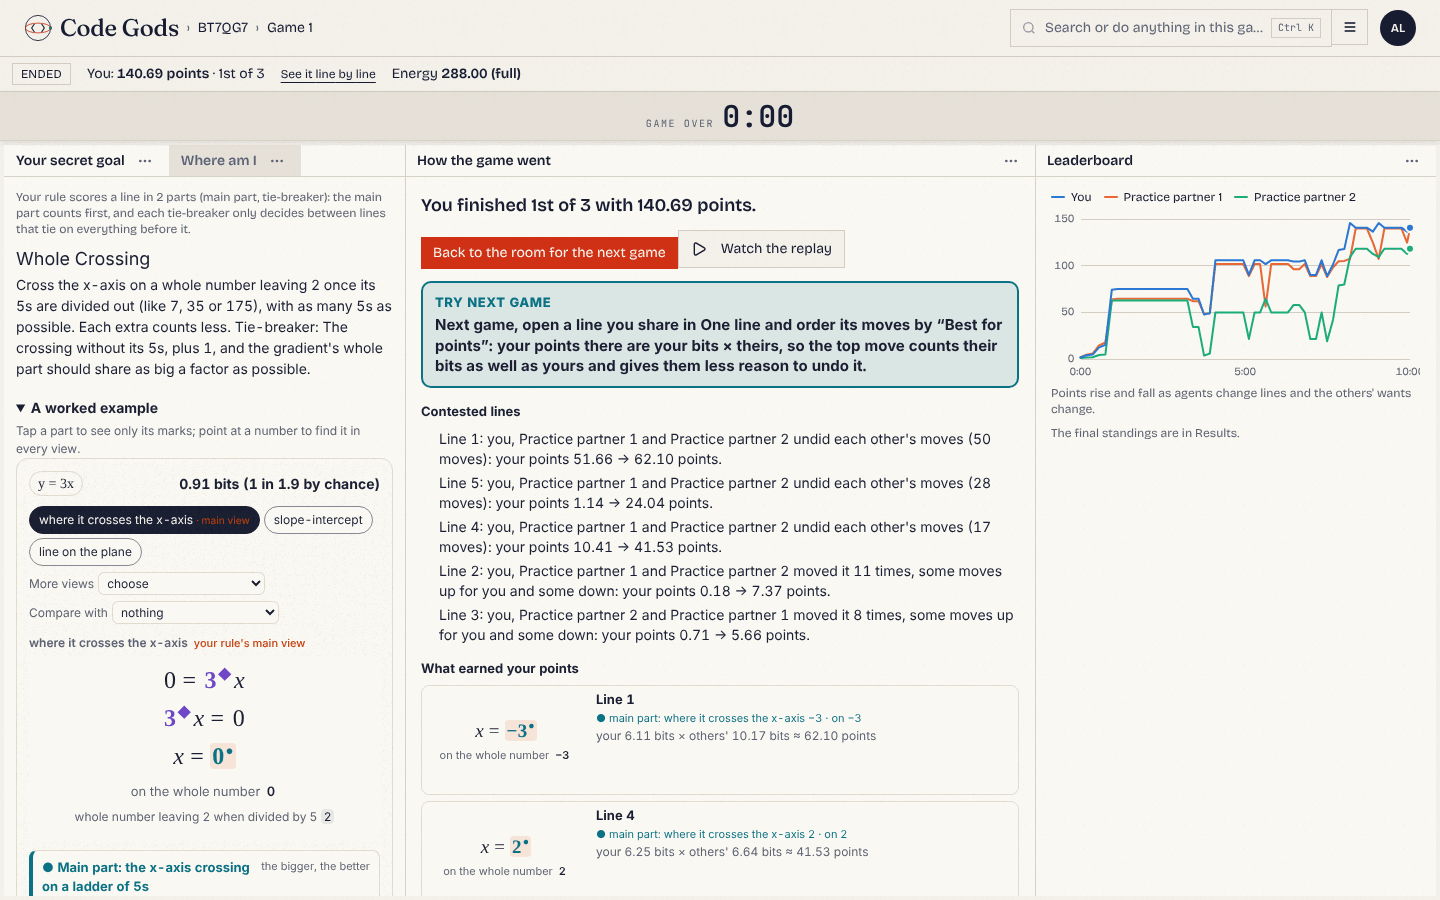 Code Gods › BT7QG7 › Game 1
Search or do anything in this ga... Ctrl K ≡ AL
ENDED You: 140.69 points · 1st of 3 See it line by line Energy 288.00 (full)
GAME OVER 0:00
Your secret goal ···
Where am I ···
Your rule scores a line in 2 parts (main part, tie-breaker): the main
part counts first, and each tie-breaker only decides between lines
that tie on everything before it.
Whole Crossing
Cross the x-axis on a whole number leaving 2 once its
5s are divided out (like 7, 35 or 175), with as many 5s as
possible. Each extra counts less. Tie-breaker: The
crossing without its 5s, plus 1, and the gradient's whole
part should share as big a factor as possible.
▼ A worked example
Tap a part to see only its marks; point at a number to find it in
every view.
y = 3x 0.91 bits (1 in 1.9 by chance)
where it crosses the x-axis · main view slope-intercept
line on the plane
More views choose
Compare with nothing
where it crosses the x-axis your rule's main view
0 = 3◆x
3◆x = 0
x = 0●
on the whole number 0
whole number leaving 2 when divided by 5 2
● Main part: the x-axis crossing
on a ladder of 5s
the bigger, the better
How the game went ···
You finished 1st of 3 with 140.69 points.
Back to the room for the next game Watch the replay
TRY NEXT GAME
Next game, open a line you share in One line and order its moves by “Best for
points”: your points there are your bits × theirs, so the top move counts their
bits as well as yours and gives them less reason to undo it.
Contested lines
Line 1: you, Practice partner 1 and Practice partner 2 undid each other's moves (50
moves): your points 51.66 → 62.10 points.
Line 5: you, Practice partner 1 and Practice partner 2 undid each other's moves (28
moves): your points 1.14 → 24.04 points.
Line 4: you, Practice partner 1 and Practice partner 2 undid each other's moves (17
moves): your points 10.41 → 41.53 points.
Line 2: you, Practice partner 1 and Practice partner 2 moved it 11 times, some moves
up for you and some down: your points 0.18 → 7.37 points.
Line 3: you, Practice partner 2 and Practice partner 1 moved it 8 times, some moves up
for you and some down: your points 0.71 → 5.66 points.
What earned your points
x = −3●
on the whole number −3
Line 1
● main part: where it crosses the x-axis −3 · on −3
your 6.11 bits × others' 10.17 bits ≈ 62.10 points
x = 2●
on the whole number 2
Line 4
● main part: where it crosses the x-axis 2 · on 2
your 6.25 bits × others' 6.64 bits ≈ 41.53 points
Leaderboard ···
You Practice partner 1 Practice partner 2
150
100
50
0
0:00 5:00 10:00
Points rise and fall as agents change lines and the others' wants
change.
The final standings are in Results.